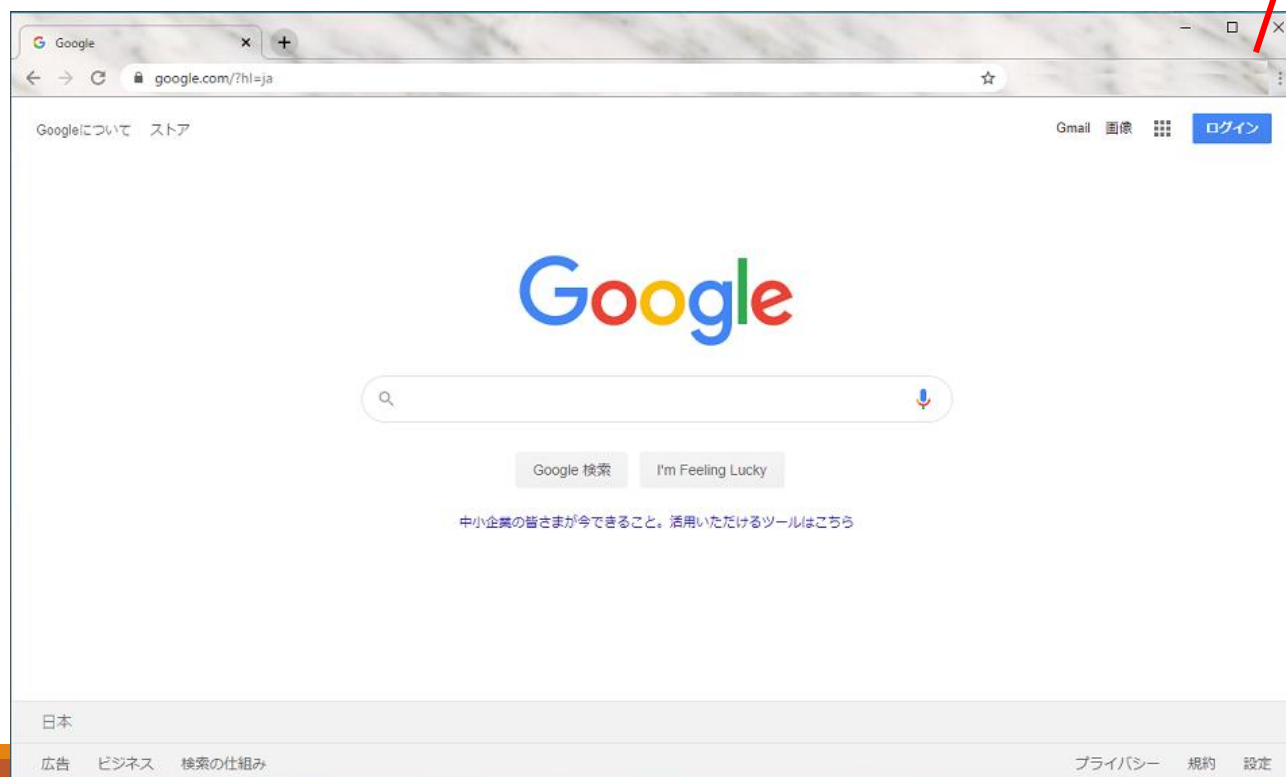 Google
google.com/?hl=ja
Googleについて ストア
Gmail 画像 ログイン
Google
Google 検索 I'm Feeling Lucky
中小企業の皆さまが今できること。活用いただけるツールはこちら
日本
広告 ビジネス 検索の仕組み プライバシー 規約 設定